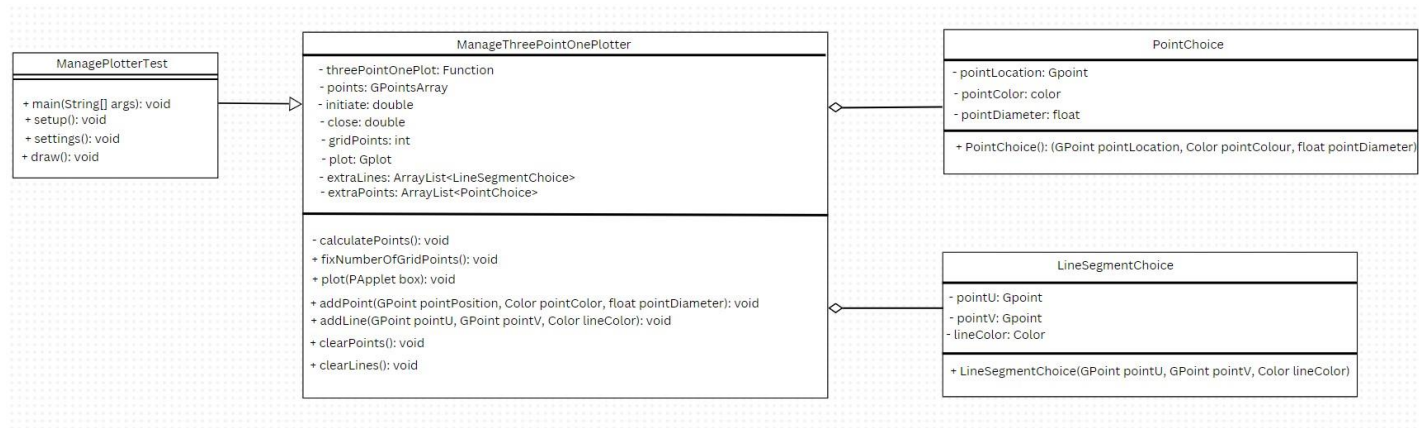 ManagePlotterTest
+ main(String[] args): void
+ setup(): void
+ settings(): void
+ draw(): void
ManageThreePointOnePlotter
- threePointOnePlot: Function
- points: GPointsArray
- initiate: double
- close: double
- gridPoints: int
- plot: Gplot
- extraLines: ArrayList<LineSegmentChoice>
- extraPoints: ArrayList<PointChoice>
- calculatePoints(): void
+ fixNumberOfGridPoints(): void
+ plot(PApplet box): void
+ addPoint(GPoint pointPosition, Color pointColor, float pointDiameter): void
+ addLine(GPoint pointU, GPoint pointV, Color lineColor): void
+ clearPoints(): void
+ clearLines(): void
PointChoice
- pointLocation: Gpoint
- pointColor: color
- pointDiameter: float
+ PointChoice(): (GPoint pointLocation, Color pointColour, float pointDiameter)
LineSegmentChoice
- pointU: Gpoint
- pointV: Gpoint
- lineColor: Color
+ LineSegmentChoice(GPoint pointU, GPoint pointV, Color lineColor)